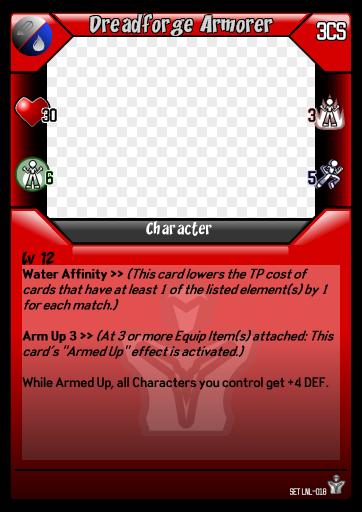 Dreadforge Armorer
3CS
30
3
6
5
Character
Lv 12
Water Affinity >> (This card lowers the TP cost of
cards that have at least 1 of the listed element(s) by 1
for each match.)
Arm Up 3 >> (At 3 or more Equip Item(s) attached: This
card's "Armed Up" effect is activated.)
While Armed Up, all Characters you control get +4 DEF.
SET LNL-018